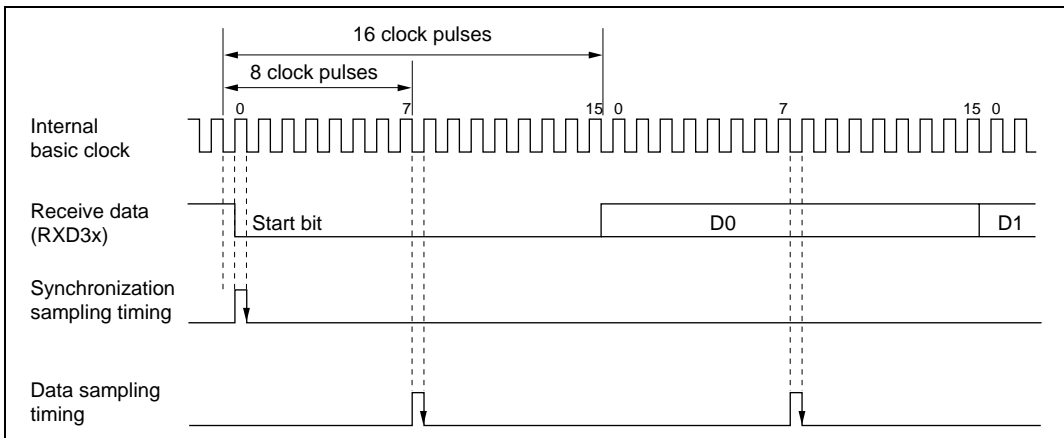 16 clock pulses
8 clock pulses
0 7 15 0 7 15 0
Internal
basic clock
Receive data
(RXD3x)
Start bit D0 D1
Synchronization
sampling timing
Data sampling
timing